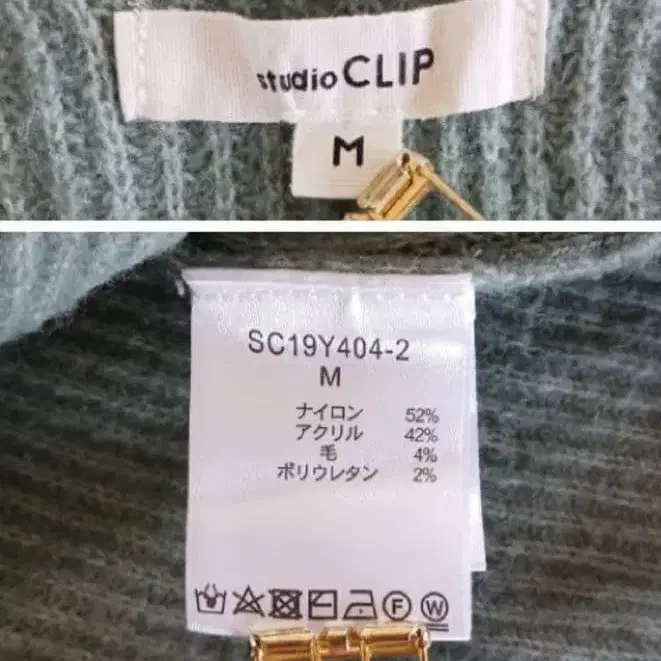 studio CLIP
M
SC19Y404-2
M
ナイロン 52%
アクリル 42%
毛 4%
ポリウレタン 2%
F W